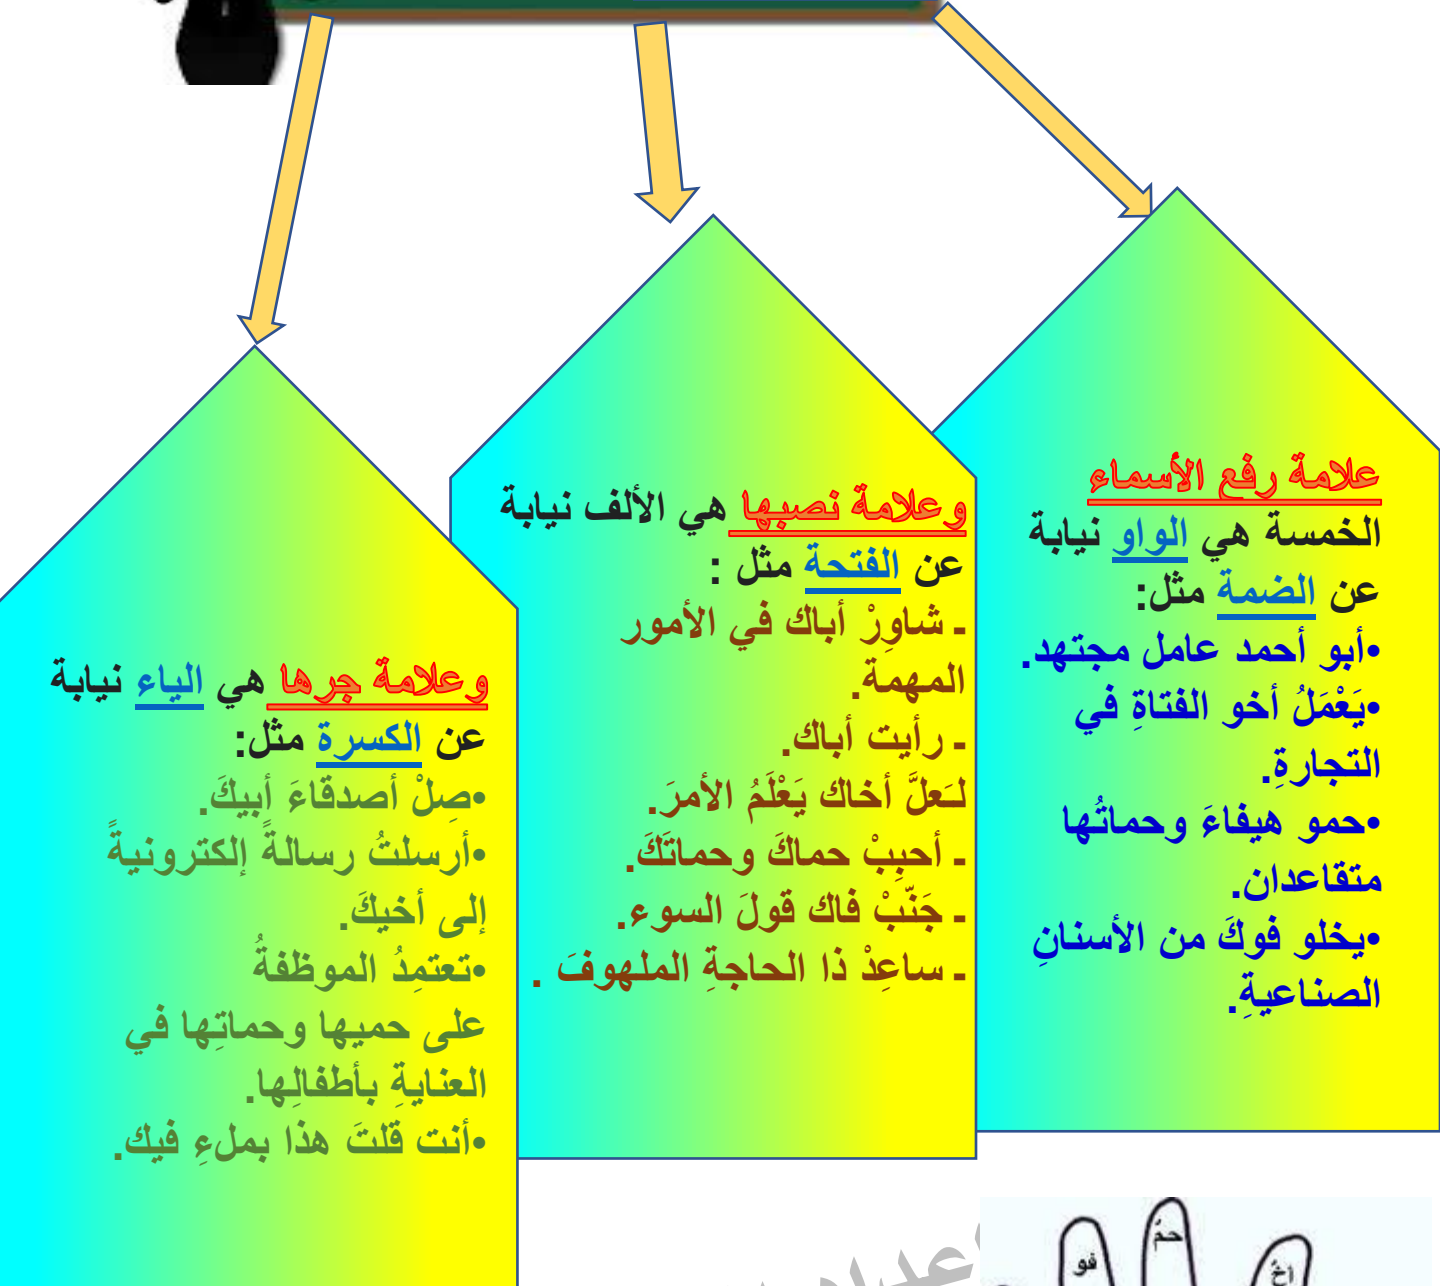 علامة رفع الأسماء
الخمسة هي الواو نيابة
عن الضمة مثل:
•أبو أحمد عامل مجتهد.
•يَعْمَلُ أخو الفتاةِ في
التجارةِ.
•حمو هيفاءَ وحماتُها
متقاعدان.
•يخلو فوكَ من الأسنانِ
الصناعيةِ.
وعلامة نصبها هي الألف نيابة
عن الفتحة مثل :
ـ شاوِرْ أباك في الأمور
المهمة.
ـ رأيت أباك.
لـَعلَّ أخاك يَعْلَمُ الأمرَ.
ـ أحبِبْ حماكَ وحماتَكَ.
ـ جَنّبْ فاك قولَ السوء.
ـ ساعِدْ ذا الحاجةِ الملهوفَ .
وعلامة جرها هي الياء نيابة
عن الكسرة مثل:
•صِلْ أصدقاءَ أبيكَ.
•أرسلتُ رسالةً إلكترونيةً
إلى أخيكَ.
•تعتمِدُ الموظفةُ
على حميها وحماتِها في
العنايةِ بأطفالِها.
•أنت قلتَ هذا بملءِ فيك.
حمُ
فو
أخُ